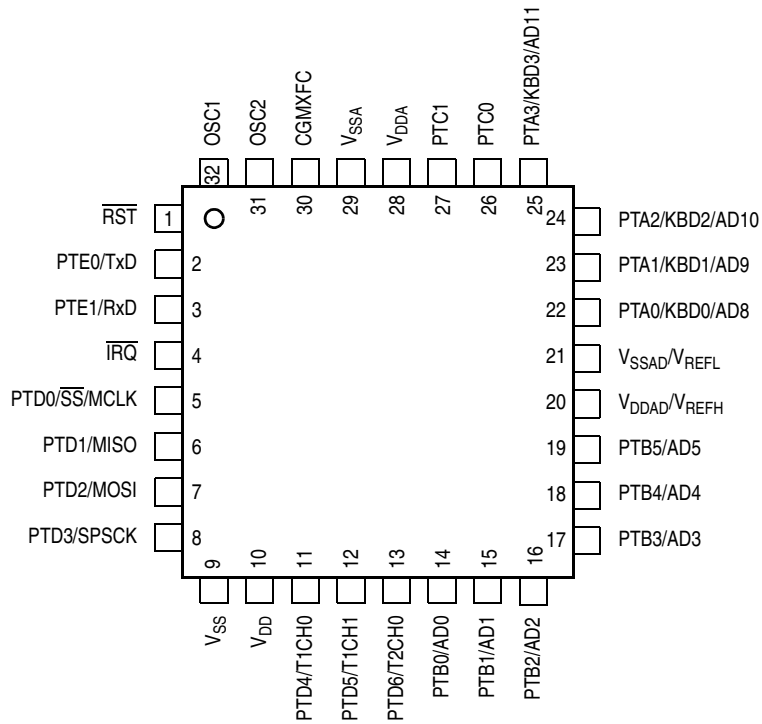 OSC1
OSC2
CGMXFC
VSSA
VDDA
PTC1
PTC0
PTA3/KBD3/AD11
32
31
30
29
28
27
26
25
RST
1
PTE0/TxD
2
PTE1/RxD
3
IRQ
4
PTD0/SS/MCLK
5
PTD1/MISO
6
PTD2/MOSI
7
PTD3/SPSCK
8
24
PTA2/KBD2/AD10
23
PTA1/KBD1/AD9
22
PTA0/KBD0/AD8
21
VSSAD/VREFL
20
VDDAD/VREFH
19
PTB5/AD5
18
PTB4/AD4
17
PTB3/AD3
9
10
11
12
13
14
15
16
VSS
VDD
PTD4/T1CH0
PTD5/T1CH1
PTD6/T2CH0
PTB0/AD0
PTB1/AD1
PTB2/AD2